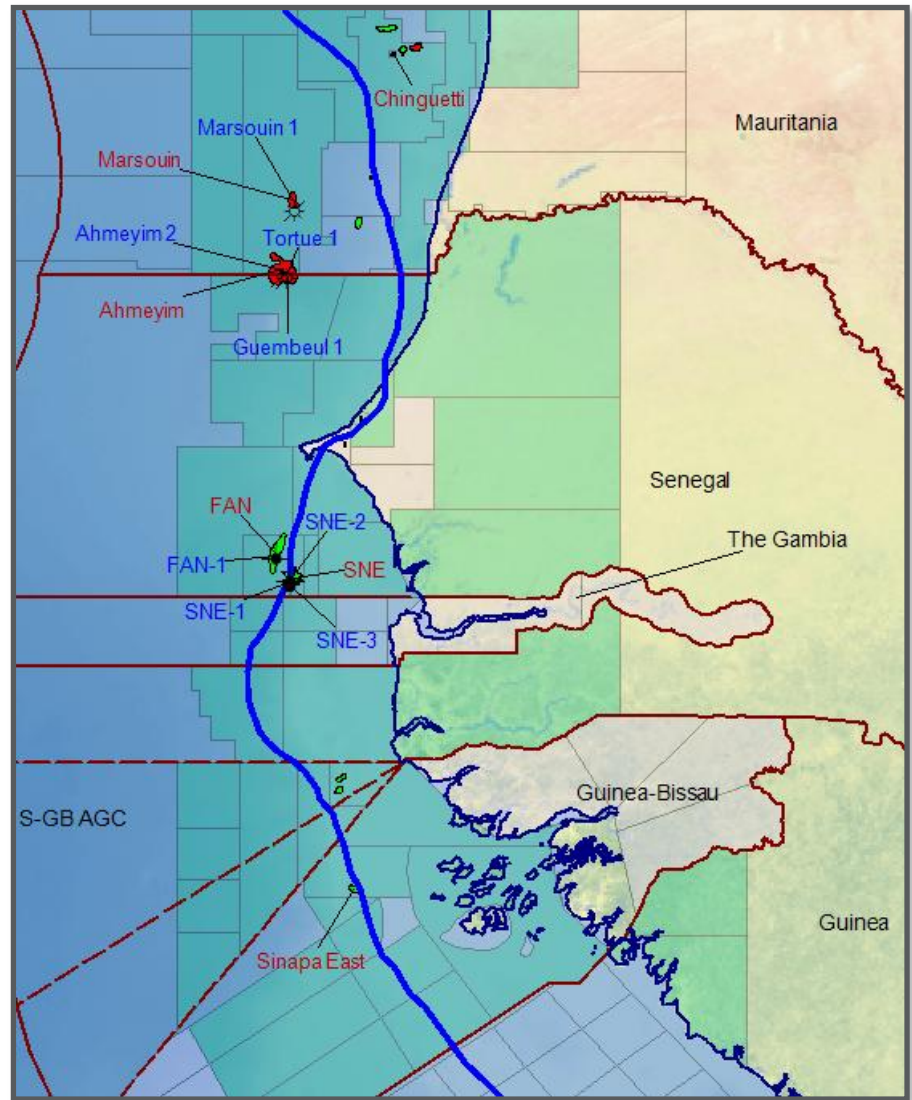 Chinguetti
Mauritania
Marsouin 1
Marsouin
Ahmeyim 2
Tortue 1
Ahmeyim
Guembeul 1
Senegal
FAN
SNE-2
The Gambia
FAN-1
SNE
SNE-1
SNE-3
Guinea-Bissau
S-GB AGC
Guinea
Sinapa East